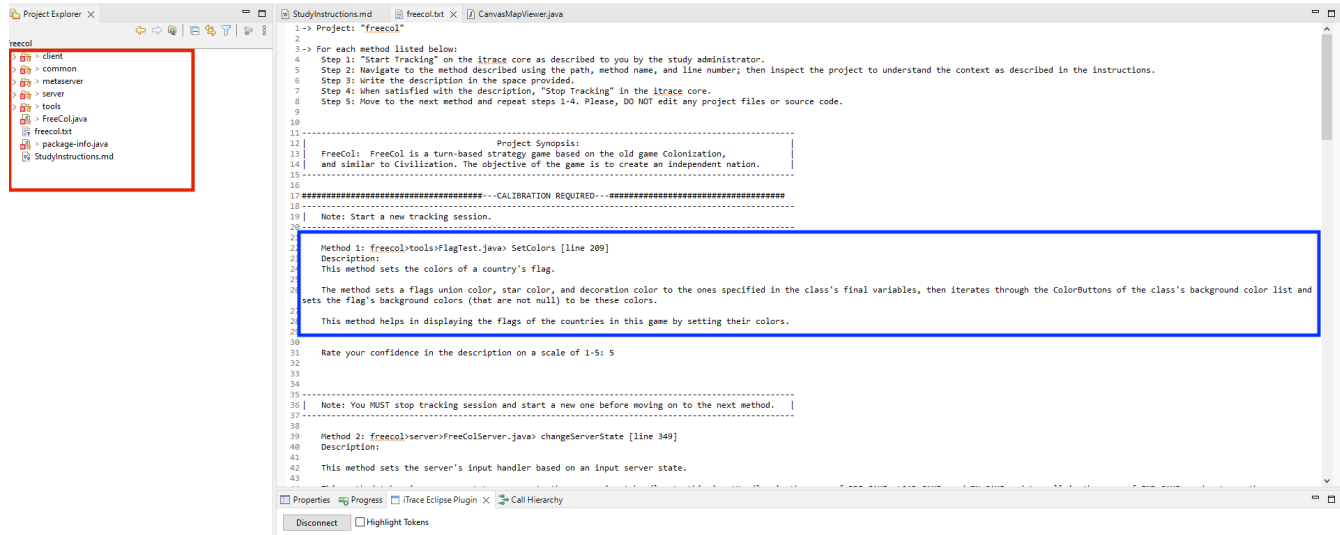 Project Explorer
freecol
> client
> common
> metaserver
> server
> tools
> FreeCol.java
freecol.txt
> package-info.java
StudyInstructions.md
StudyInstructions.md freecol.txt CanvasMapViewer.java
1 -> Project: "freecol"
2
3 -> For each method listed below:
4 Step 1: "Start Tracking" on the itrace core as described to you by the study administrator.
5 Step 2: Navigate to the method described using the path, method name, and line number; then inspect the project to understand the context as described in the instructions.
6 Step 3: Write the description in the space provided.
7 Step 4: When satisfied with the description, "Stop Tracking" in the itrace core.
8 Step 5: Move to the next method and repeat steps 1-4. Please, DO NOT edit any project files or source code.
9
10
11 ----------------------------------------------------------------------------------------------------
12 | Project Synopsis: |
13 | FreeCol: FreeCol is a turn-based strategy game based on the old game Colonization, |
14 | and similar to Civilization. The objective of the game is to create an independent nation. |
15 ----------------------------------------------------------------------------------------------------
16
17 #####################################---CALIBRATION REQUIRED---####################################
18 ----------------------------------------------------------------------------------------------------
19 | Note: Start a new tracking session.
20 ----------------------------------------------------------------------------------------------------
21
22 Method 1: freecol>tools>FlagTest.java> SetColors [line 209]
23 Description:
24 This method sets the colors of a country's flag.
25
26 The method sets a flags union color, star color, and decoration color to the ones specified in the class's final variables, then iterates through the ColorButtons of the class's background color list and
sets the flag's background colors (that are not null) to be these colors.
27
28 This method helps in displaying the flags of the countries in this game by setting their colors.
29
30
31 Rate your confidence in the description on a scale of 1-5: 5
32
33
34
35 ----------------------------------------------------------------------------------------------------
36 | Note: You MUST stop tracking session and start a new one before moving on to the next method. |
37 ----------------------------------------------------------------------------------------------------
38
39 Method 2: freecol>server>FreeColServer.java> changeServerState [line 349]
40 Description:
41
42 This method sets the server's input handler based on an input server state.
43
Properties Progress iTrace Eclipse Plugin Call Hierarchy
Disconnect Highlight Tokens